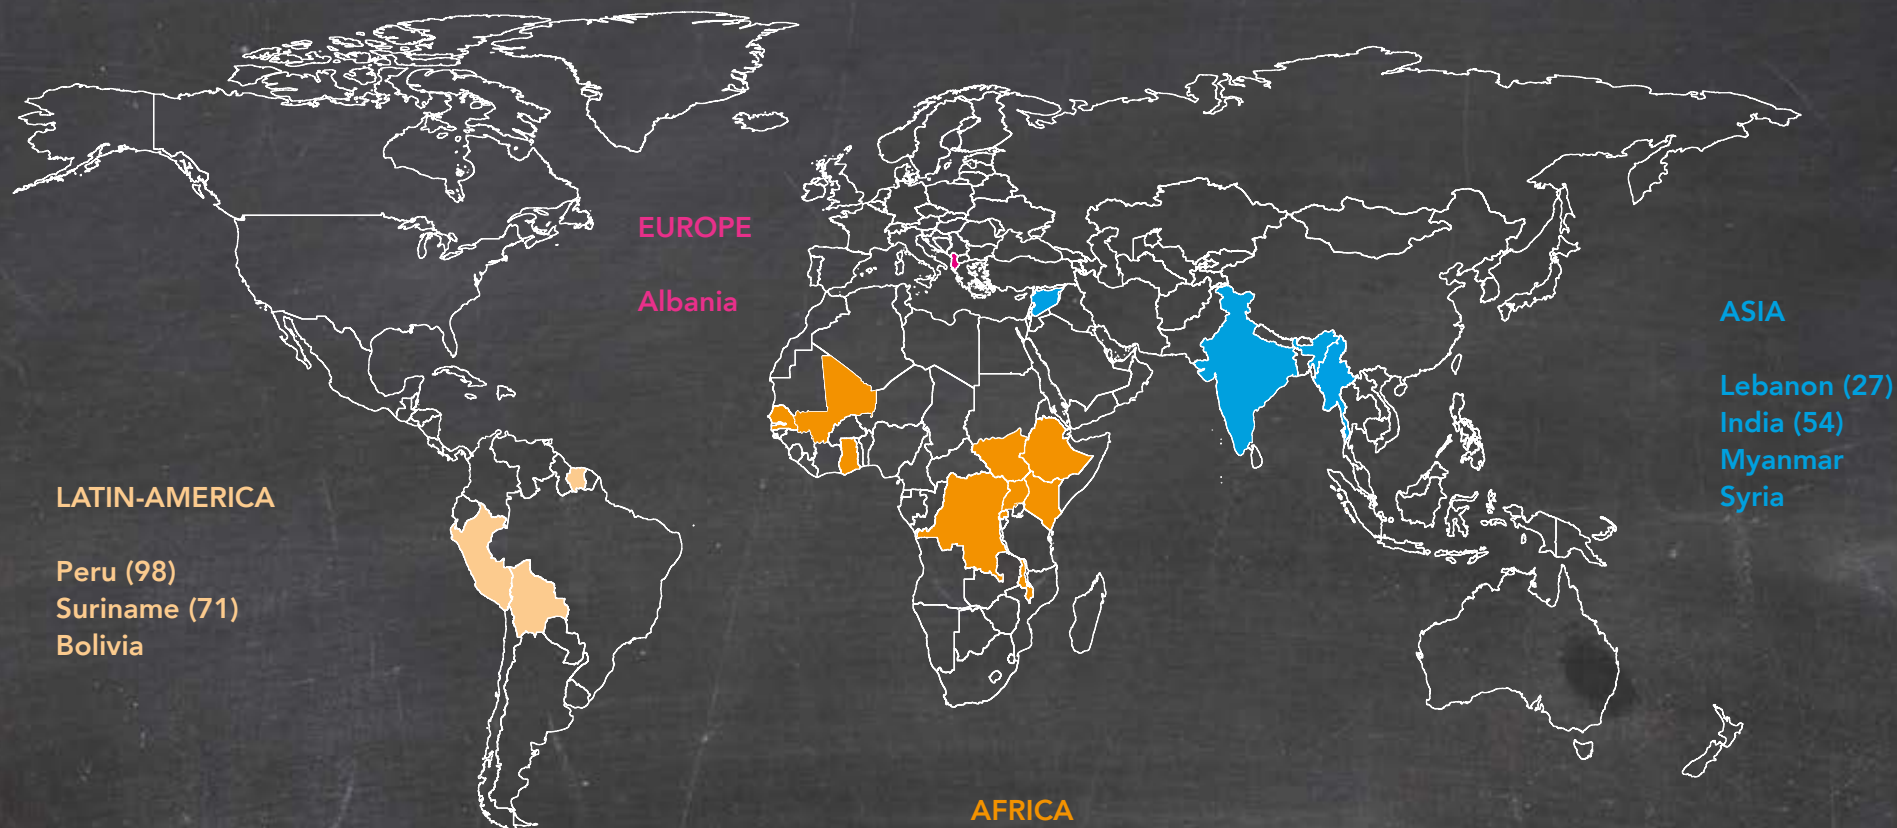 EUROPE
Albania
ASIA
Lebanon (27)
India (54)
Myanmar
Syria
LATIN-AMERICA
Peru (98)
Suriname (71)
Bolivia
AFRICA